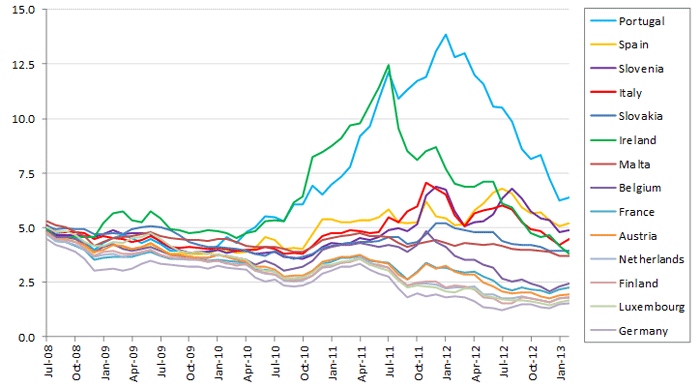 15.0
12.5
10.0
7.5
5.0
2.5
0.0
Jul-08
Oct-08
Jan-09
Apr-09
Jul-09
Oct-09
Jan-10
Apr-10
Jul-10
Oct-10
Jan-11
Apr-11
Jul-11
Oct-11
Jan-12
Apr-12
Jul-12
Oct-12
Jan-13
Portugal
Spain
Slovenia
Italy
Slovakia
Ireland
Malta
Belgium
France
Austria
Netherlands
Finland
Luxembourg
Germany